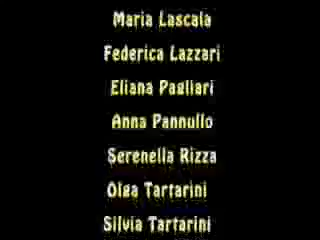 Maria Lascala
Federica Lazzari
Eliana Pagliari
Anna Pannullo
Serenella Rizza
Olga Tartarini
Silvia Tartarini